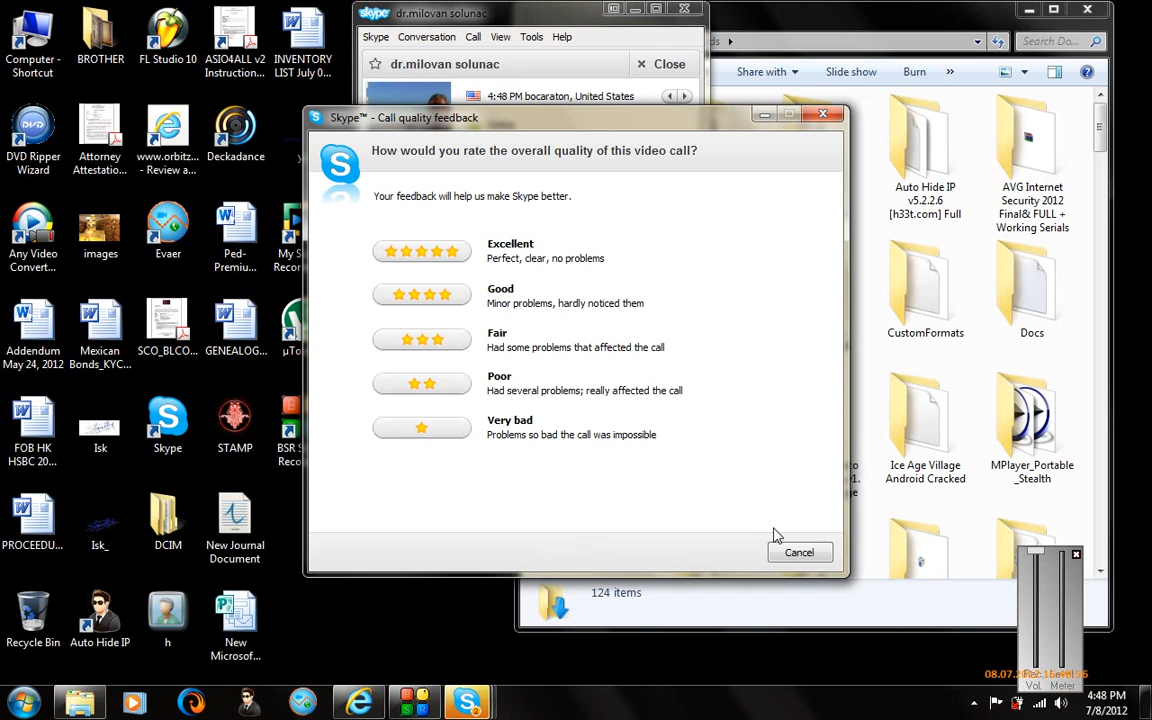 Computer - Shortcut
BROTHER
FL Studio 10
ASIO4ALL v2 Instruction...
INVENTORY LIST July 0...
DVD Ripper Wizard
Attorney Attestatio...
www.orbitz... - Review a...
Deckadance
Any Video Convert...
images
Evaer
Ped-Premiu...
My S
Recor
Addendum May 24, 2012
Mexican Bonds_KYC...
SCO_BLCO...
GENEALOG...
µTo
FOB HK HSBC 20...
Isk
Skype
STAMP
BSR S
Reco
PROCEEDU...
Isk_
DCIM
New Journal Document
Recycle Bin
Auto Hide IP
h
New Microsof...
skype dr.milovan solunac
Skype Conversation Call View Tools Help
dr.milovan solunac
Close
4:48 PM bocaraton, United States
Search Do...
Share with Slide show Burn »
Skype™ - Call quality feedback
How would you rate the overall quality of this video call?
Your feedback will help us make Skype better.
Excellent
Perfect, clear, no problems
Good
Minor problems, hardly noticed them
Fair
Had some problems that affected the call
Poor
Had several problems; really affected the call
Very bad
Problems so bad the call was impossible
Cancel
Auto Hide IP v5.2.2.6 [h33t.com] Full
AVG Internet Security 2012 Final& FULL + Working Serials
CustomFormats
Docs
Ice Age Village Android Cracked
MPlayer_Portable_Stealth
124 items
Vol
Meter
4:48 PM
7/8/2012